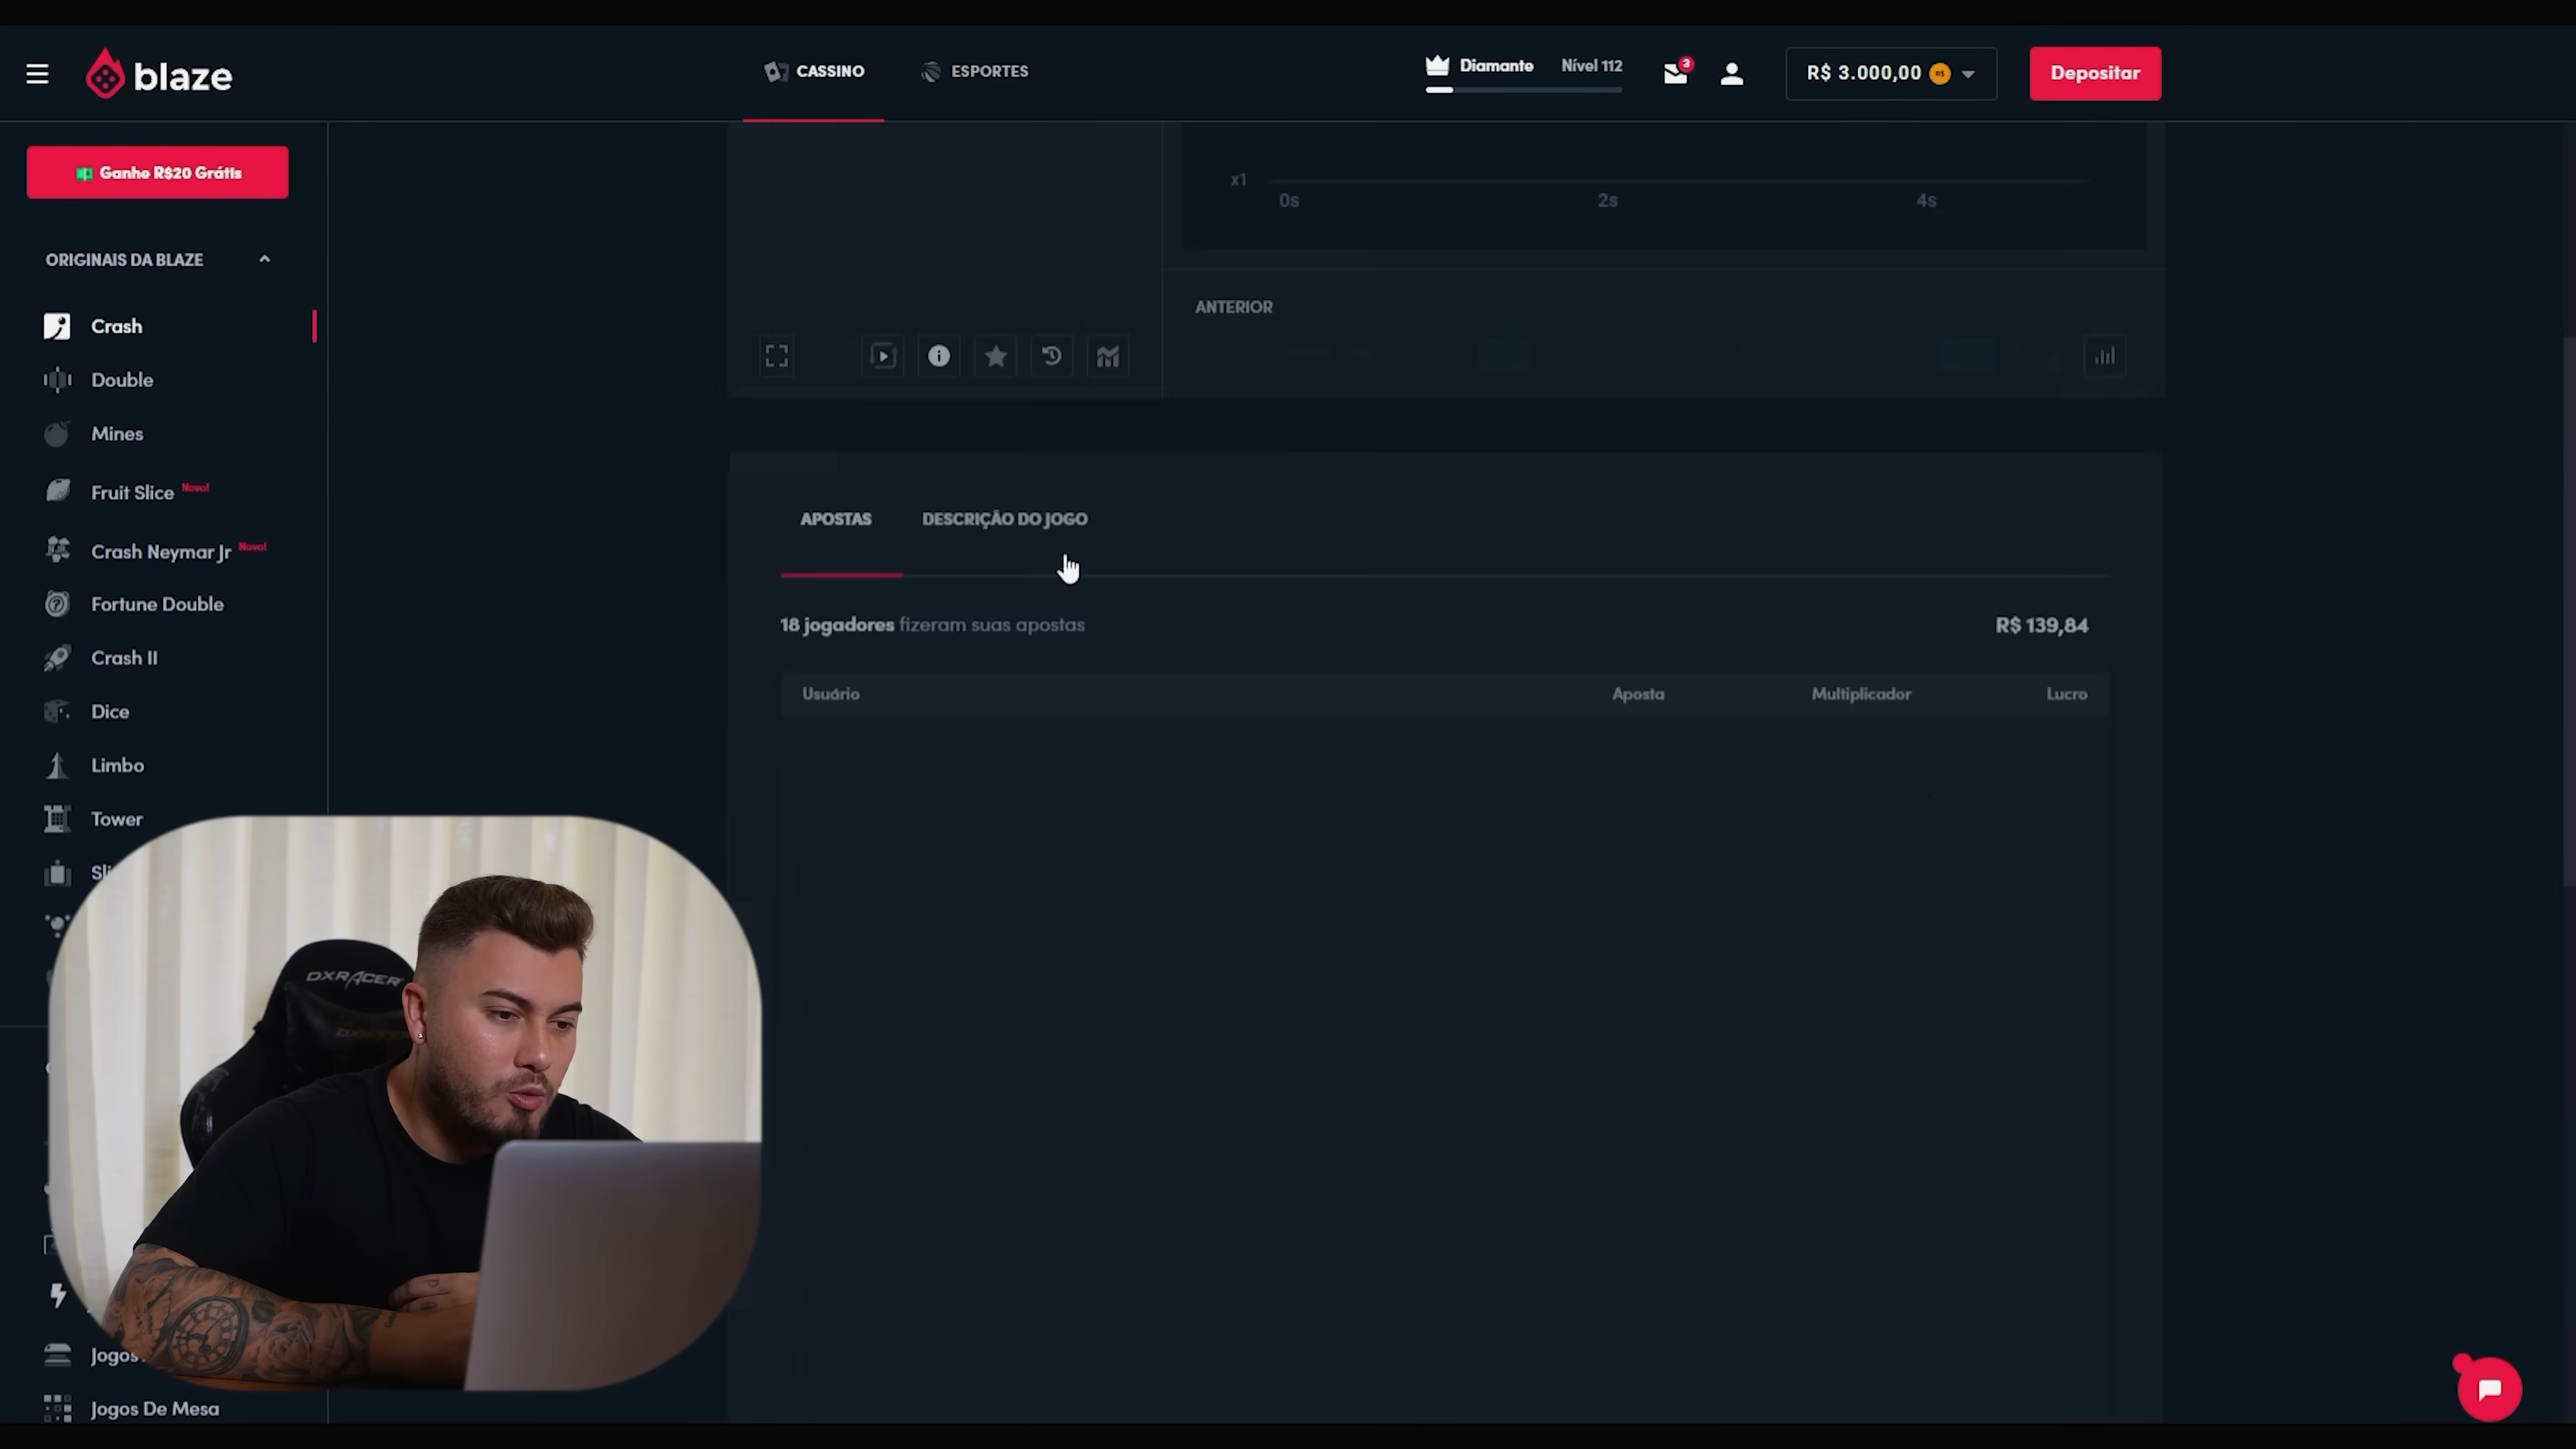 blaze
CASSINO
ESPORTES
Diamante
Nível 112
3
R$ 3.000,00
R$
Depositar
Ganhe R$20 Grátis
ORIGINAIS DA BLAZE
Crash
Double
Mines
Fruit Slice Novo!
Crash Neymar Jr Novo!
Fortune Double
Crash II
Dice
Limbo
Tower
Jogos
Jogos De Mesa
x1
0s
2s
4s
ANTERIOR
APOSTAS
DESCRIÇÃO DO JOGO
18 jogadores fizeram suas apostas
R$ 139,84
Usuário
Aposta
Multiplicador
Lucro
DXRACER